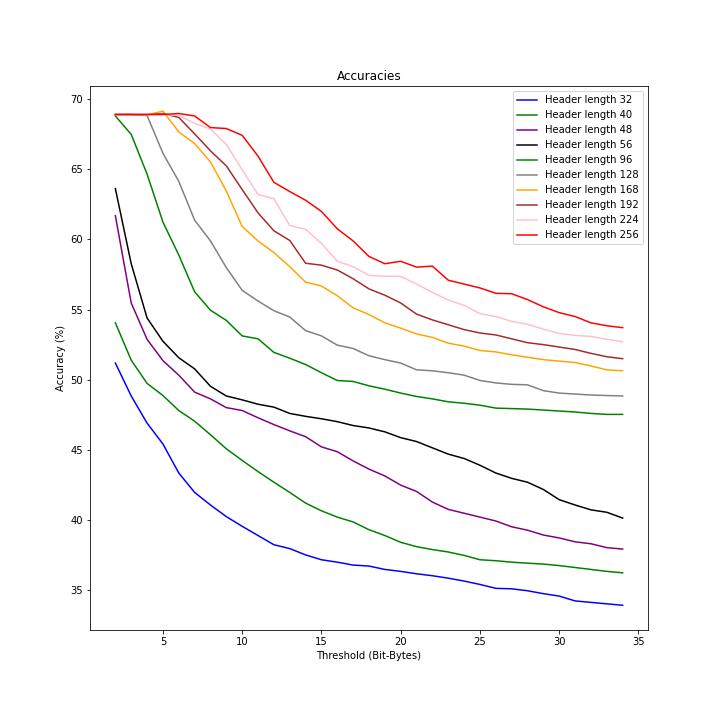 Accuracies
70
65
60
55
50
45
40
35
Accuracy (%)
5
10
15
20
25
30
35
Threshold (Bit-Bytes)
Header length 32
Header length 40
Header length 48
Header length 56
Header length 96
Header length 128
Header length 168
Header length 192
Header length 224
Header length 256